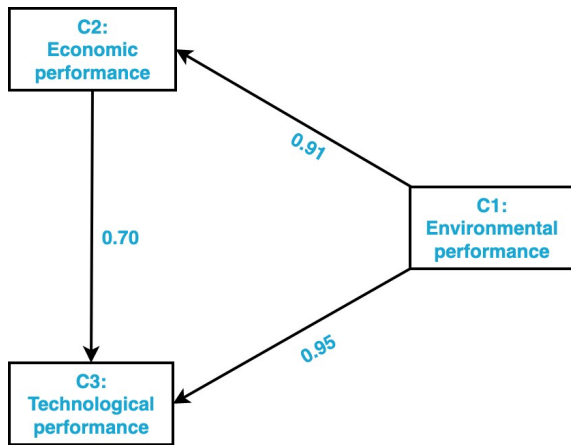 C2:
Economic
performance
0.91
C1:
Environmental
performance
0.70
0.95
C3:
Technological
performance